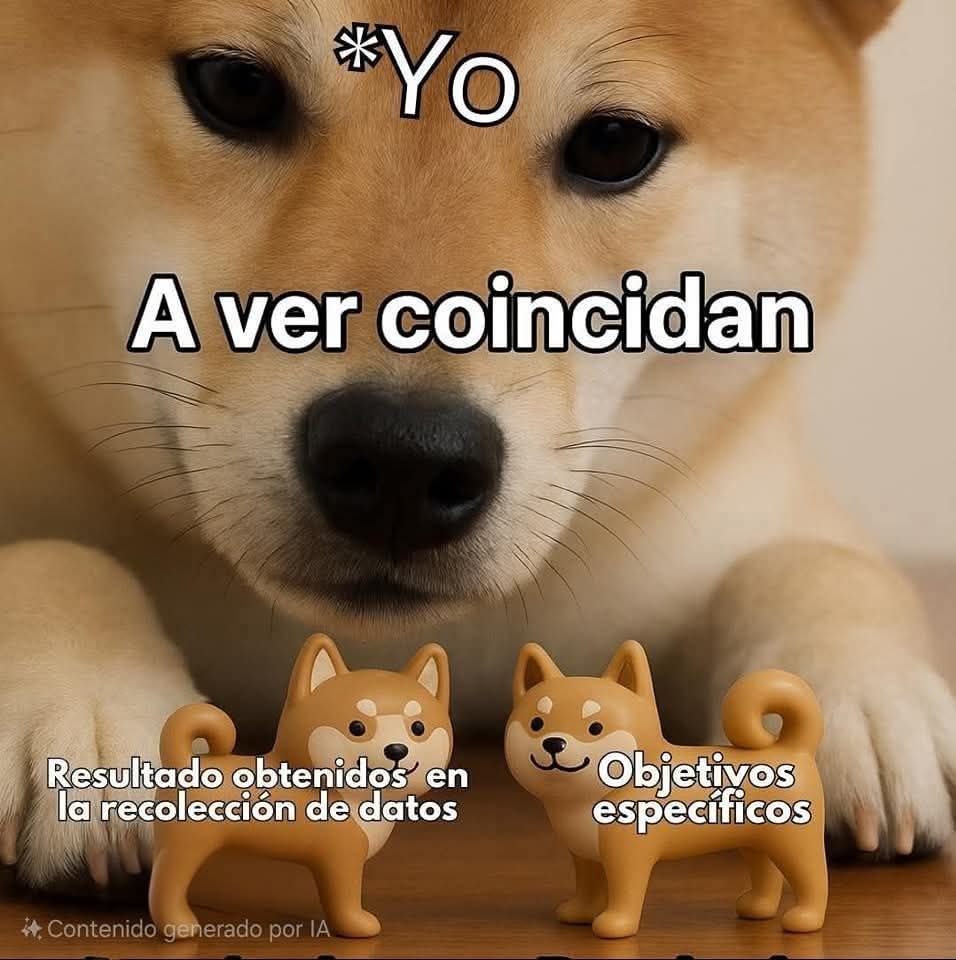 *Yo
A ver coincidan
Resultado obtenidos en
la recolección de datos
Objetivos
específicos
Contenido generado por IA